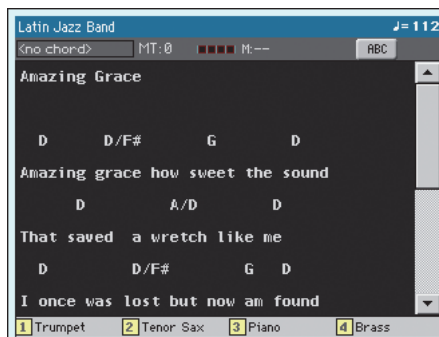 Latin Jazz Band ♩=112
<no chord> MT:0 M:-- ABC
Amazing Grace
D D/F# G D
Amazing grace how sweet the sound
D A/D D
That saved a wretch like me
D D/F# G D
I once was lost but now am found
1 Trumpet 2 Tenor Sax 3 Piano 4 Brass